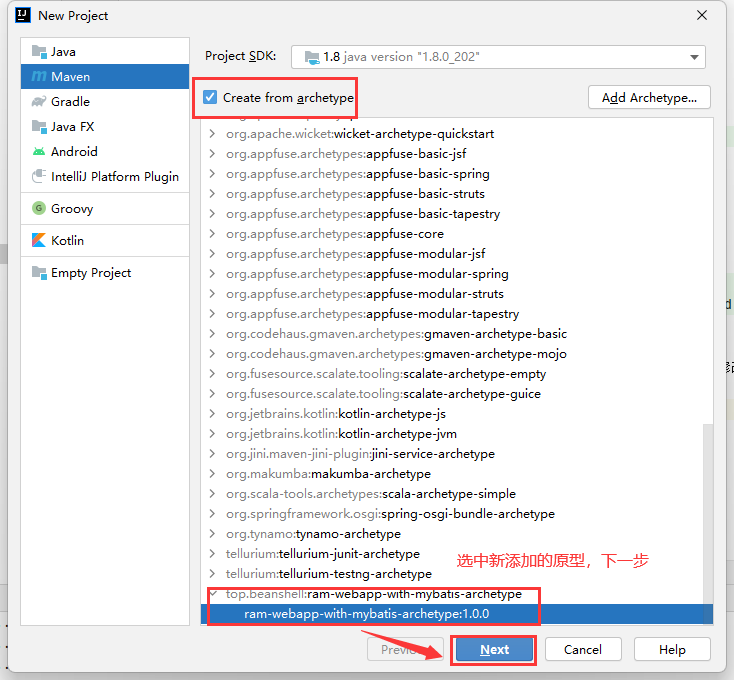 New Project
Java
Maven
Gradle
Java FX
Android
IntelliJ Platform Plugin
Groovy
Kotlin
Empty Project
Project SDK: 1.8 java version "1.8.0_202"
Create from archetype
Add Archetype...
org.apache.wicket:wicket-archetype-quickstart
org.appfuse.archetypes:appfuse-basic-jsf
org.appfuse.archetypes:appfuse-basic-spring
org.appfuse.archetypes:appfuse-basic-struts
org.appfuse.archetypes:appfuse-basic-tapestry
org.appfuse.archetypes:appfuse-core
org.appfuse.archetypes:appfuse-modular-jsf
org.appfuse.archetypes:appfuse-modular-spring
org.appfuse.archetypes:appfuse-modular-struts
org.appfuse.archetypes:appfuse-modular-tapestry
org.codehaus.gmaven.archetypes:gmaven-archetype-basic
org.codehaus.gmaven.archetypes:gmaven-archetype-mojo
org.fusesource.scalate.tooling:scalate-archetype-empty
org.fusesource.scalate.tooling:scalate-archetype-guice
org.jetbrains.kotlin:kotlin-archetype-js
org.jetbrains.kotlin:kotlin-archetype-jvm
org.jini.maven-jini-plugin:jini-service-archetype
org.makumba:makumba-archetype
org.scala-tools.archetypes:scala-archetype-simple
org.springframework.osgi:spring-osgi-bundle-archetype
org.tynamo:tynamo-archetype
tellurium:tellurium-junit-archetype
tellurium:tellurium-testng-archetype
选中新添加的原型，下一步
top.beanshell:ram-webapp-with-mybatis-archetype
ram-webapp-with-mybatis-archetype:1.0.0
Next
Cancel
Help